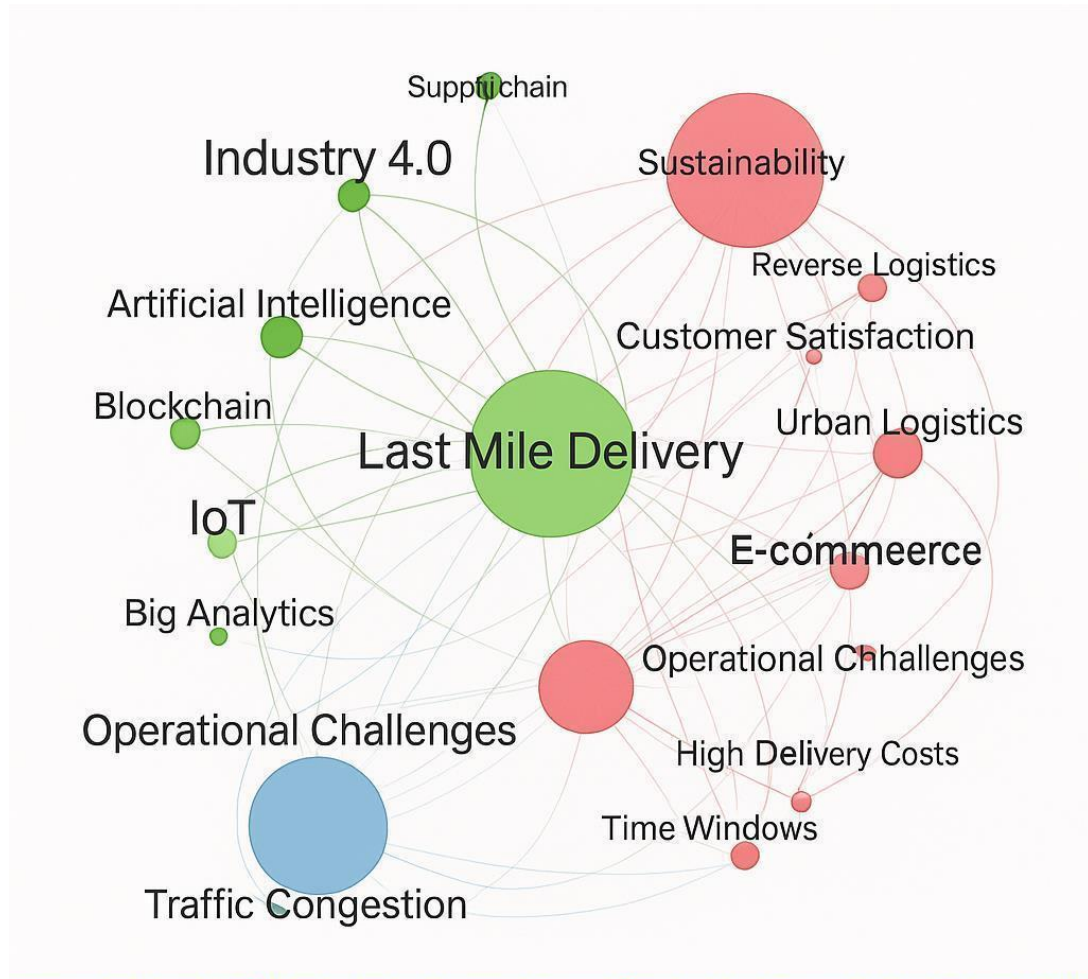 chain
Industry 4.0
Sustainability
Reverse Logistics
Artificial Intelligence
Customer Satisfaction
Blockchain
Urban Logistics
Last Mile Delivery
IoT
E-cómmeerce
Big Analytics
Operational Chhallenges
Operational Challenges
High Delivery Costs
Time Windows
Traffic Congestion